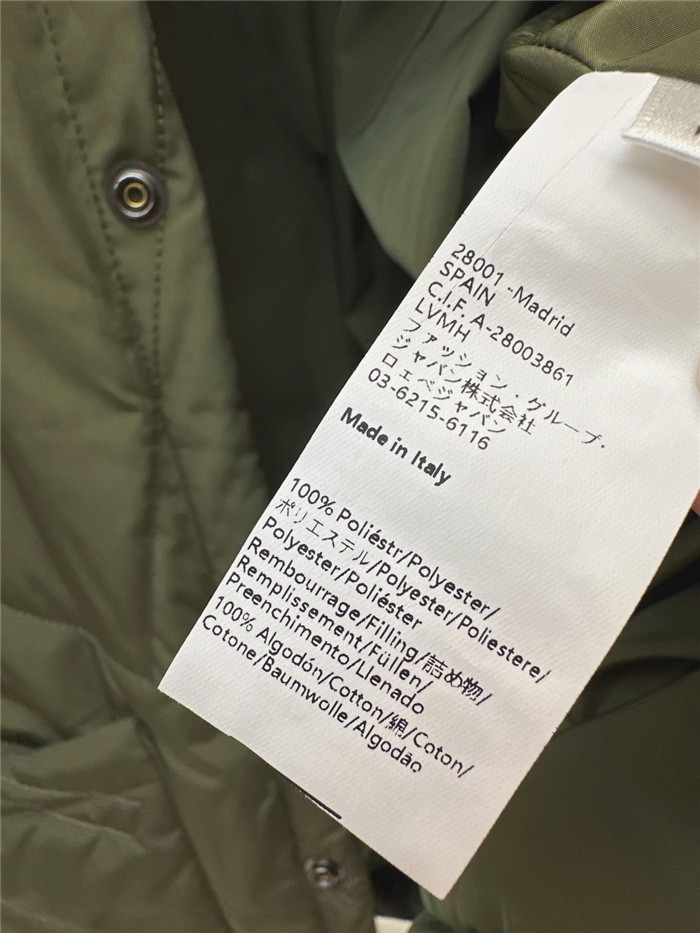 28001 -Madrid
SPAIN
C.I.F. A-28003861
LVMH
ファッション・グループ・
ジャパン株式会社
ロエベジャパン
03-6215-6116
Made in Italy
100% Poliéstr/Polyester/
ポリエステル/Polyester/Poliestere/
Polyester/Poliéster
Rembourrage/Filling/詰め物/
Remplissement/Füllen/
Preenchimento/Llenado
100% Algodón/Cotton/綿/Coton/
Cotone/Baumwolle/Algodão